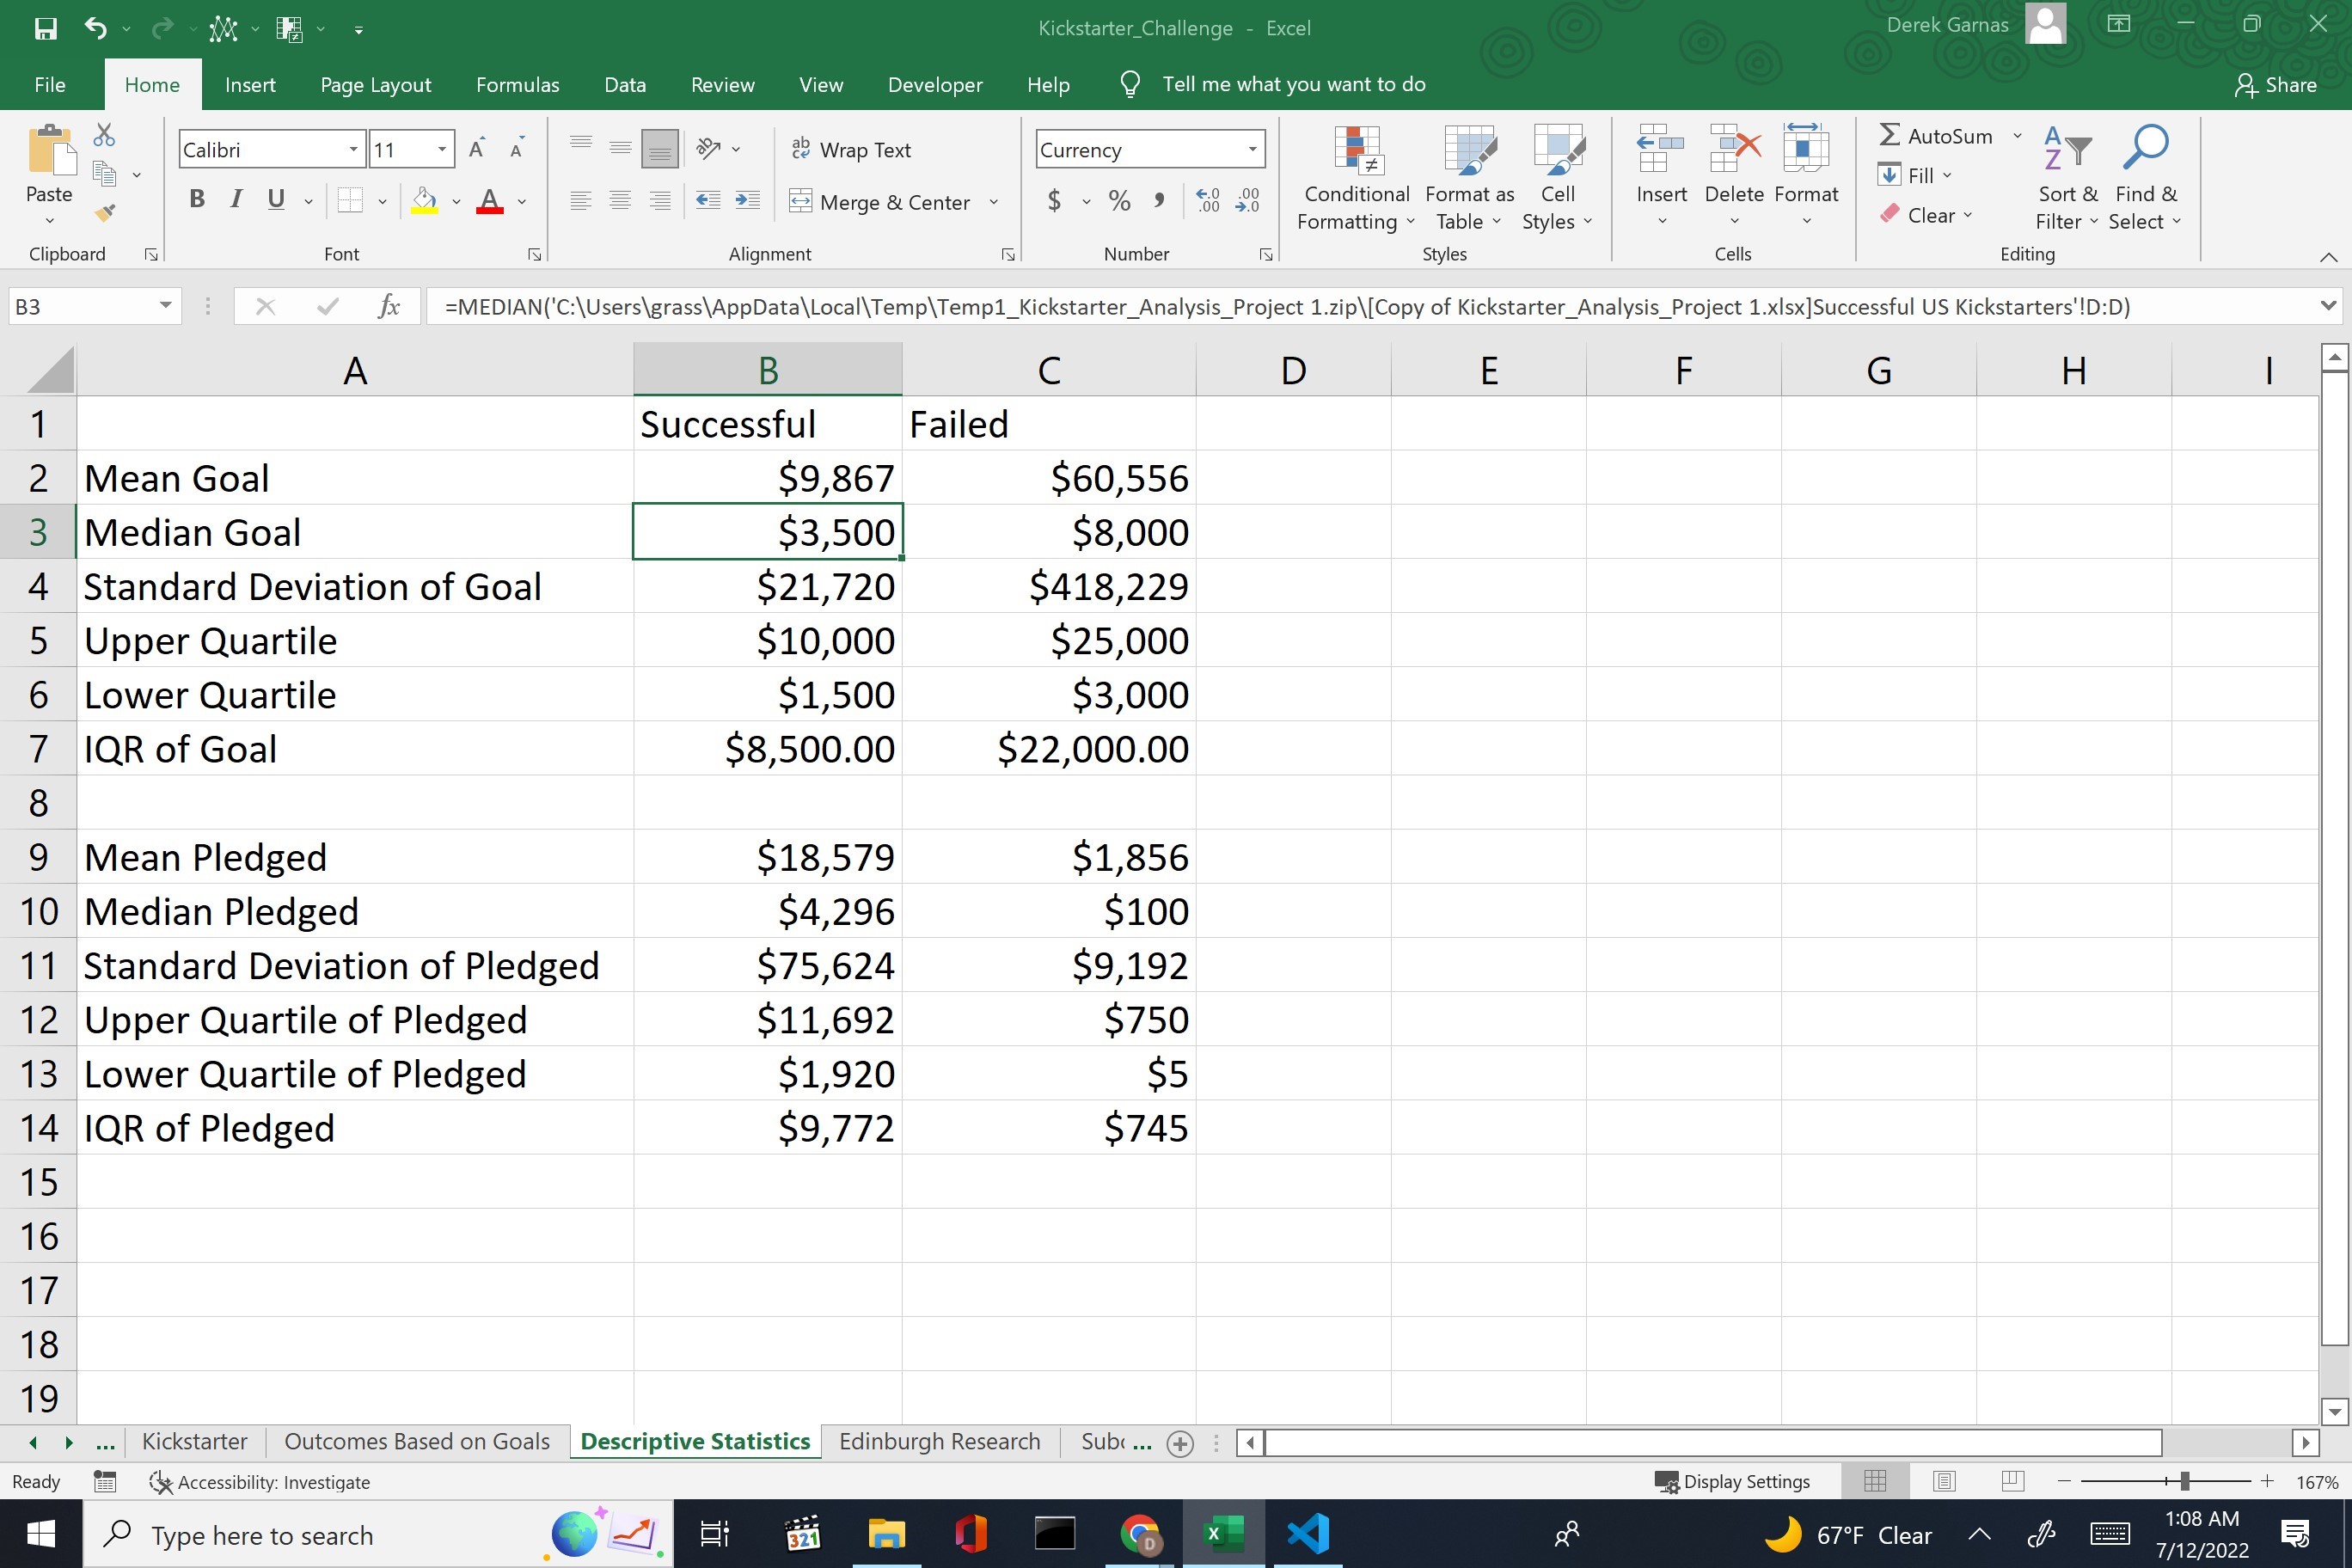 Kickstarter_Challenge - Excel
Derek Garnas
File Home Insert Page Layout Formulas Data Review View Developer Help Tell me what you want to do Share
Paste
Clipboard
Calibri 11
B I U A
Font
Wrap Text
Merge & Center
Alignment
Currency
$ % , .00 .0
Number
Conditional Formatting
Format as Table
Cell Styles
Styles
Insert Delete Format
Cells
AutoSum
Fill
Clear
Sort & Filter
Find & Select
Editing
B3 fx =MEDIAN('C:\Users\grass\AppData\Local\Temp\Temp1_Kickstarter_Analysis_Project 1.zip\[Copy of Kickstarter_Analysis_Project 1.xlsx]Successful US Kickstarters'!D:D)
A B C D E F G H I
1 Successful Failed
2 Mean Goal $9,867 $60,556
3 Median Goal $3,500 $8,000
4 Standard Deviation of Goal $21,720 $418,229
5 Upper Quartile $10,000 $25,000
6 Lower Quartile $1,500 $3,000
7 IQR of Goal $8,500.00 $22,000.00
8
9 Mean Pledged $18,579 $1,856
10 Median Pledged $4,296 $100
11 Standard Deviation of Pledged $75,624 $9,192
12 Upper Quartile of Pledged $11,692 $750
13 Lower Quartile of Pledged $1,920 $5
14 IQR of Pledged $9,772 $745
15
16
17
18
19
... Kickstarter Outcomes Based on Goals Descriptive Statistics Edinburgh Research Subc ...
Ready Accessibility: Investigate Display Settings 167%
Type here to search 321 D 67°F Clear 1:08 AM
7/12/2022